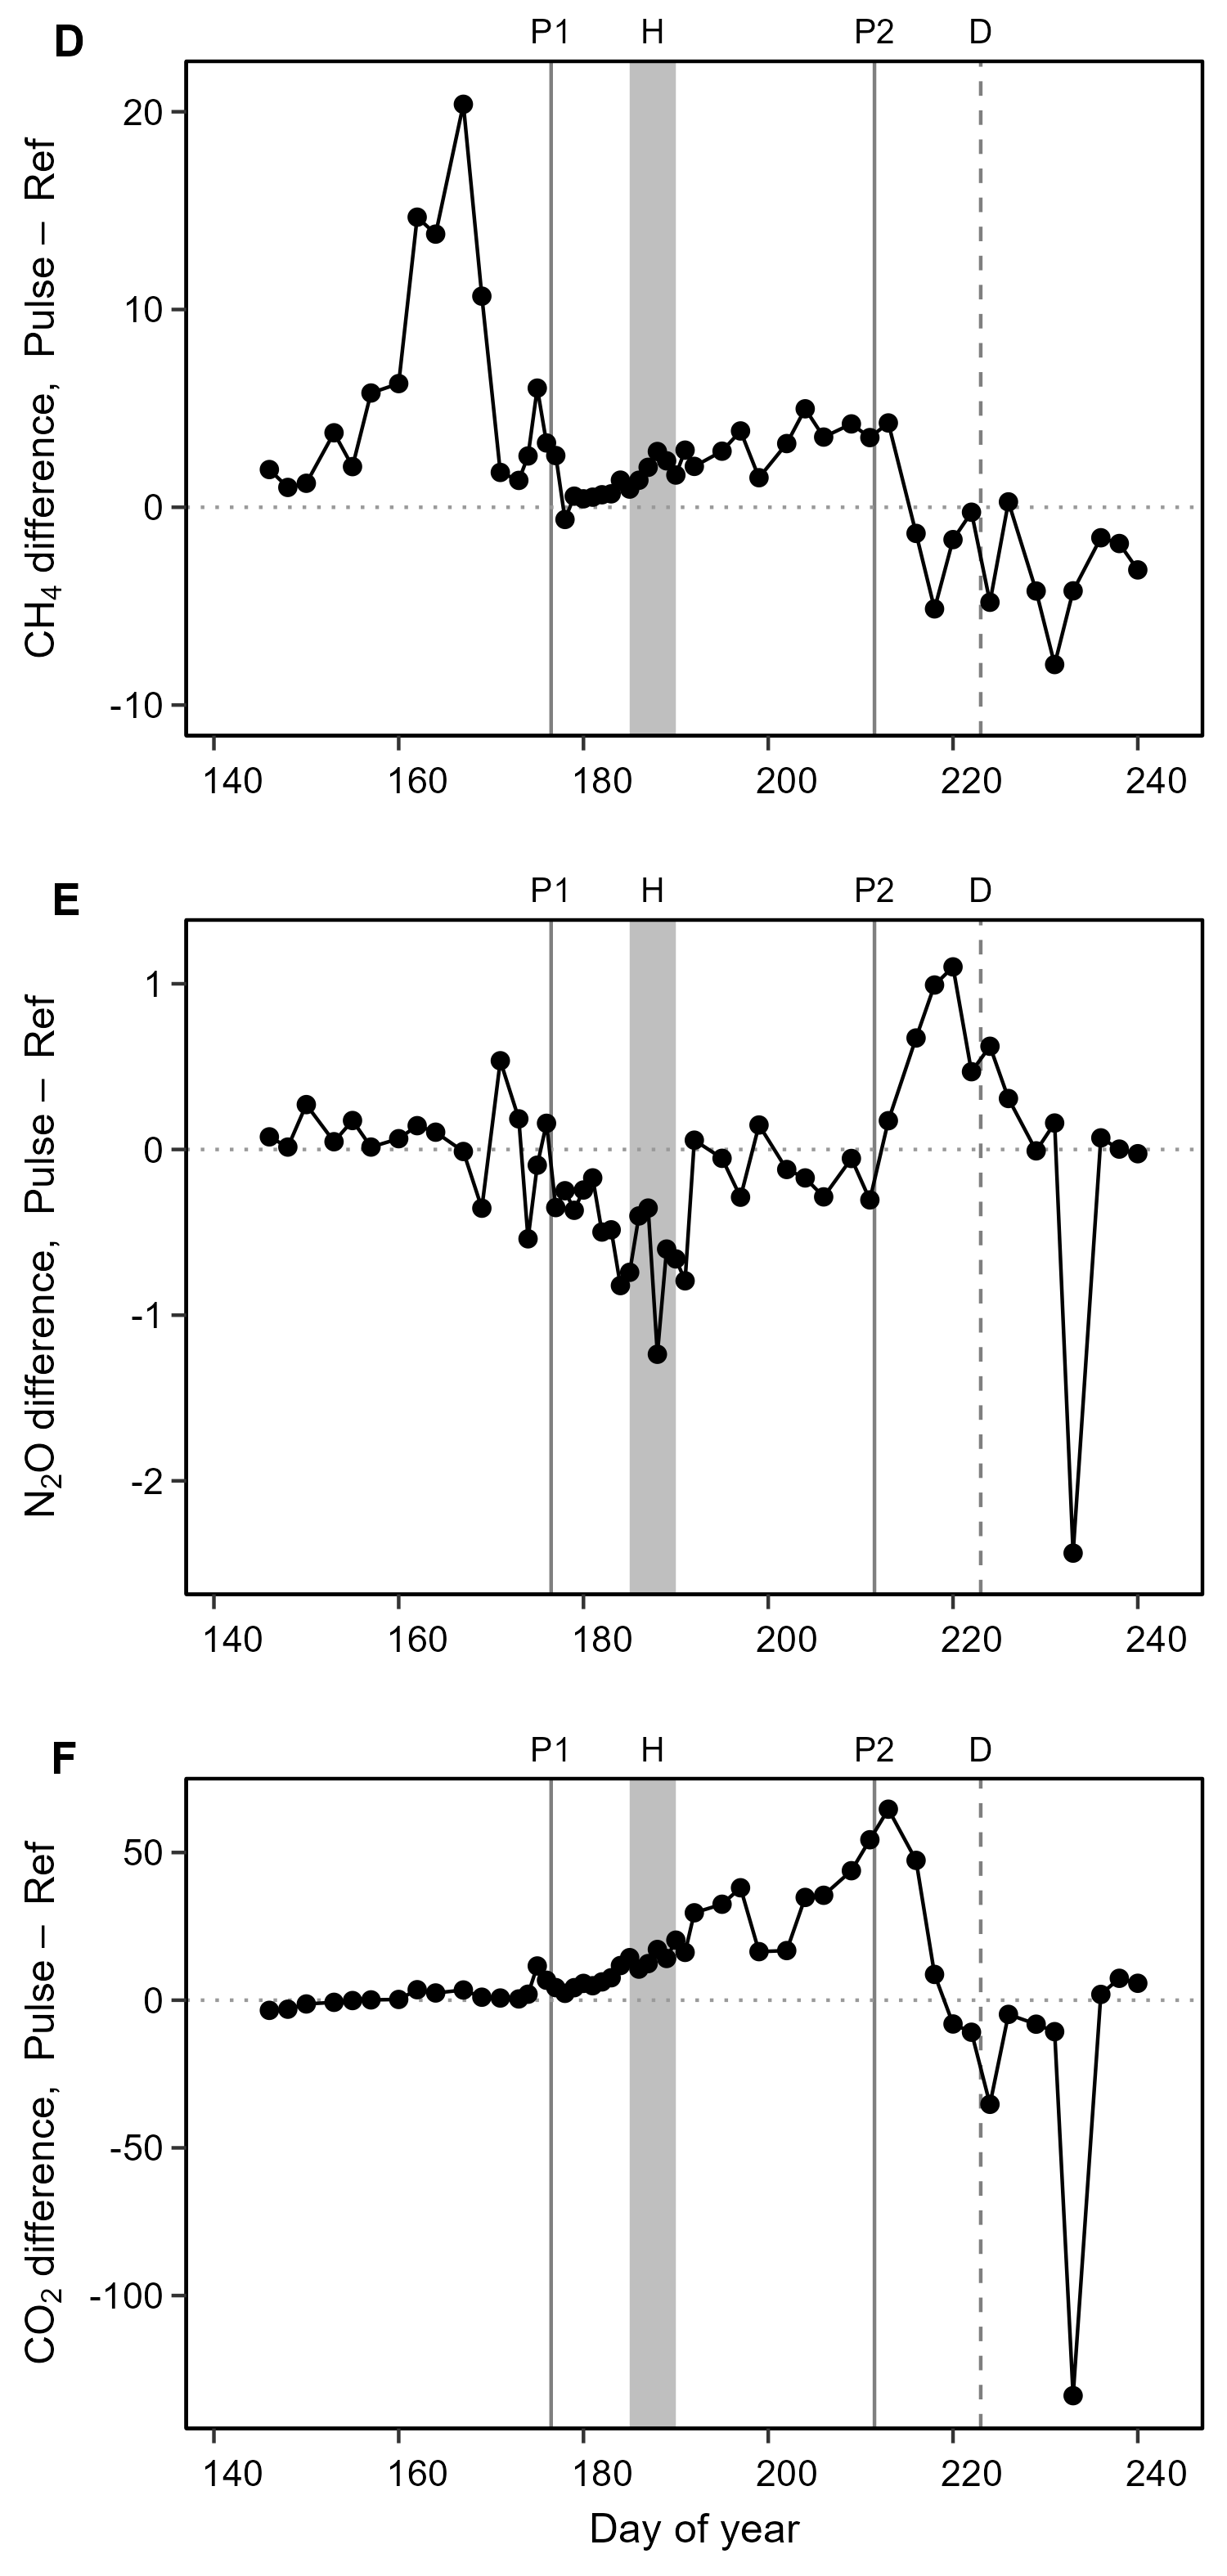 D
P1 H P2 D
CH₄ difference, Pulse − Ref
20
10
0
-10
140 160 180 200 220 240
E
P1 H P2 D
N₂O difference, Pulse − Ref
1
0
-1
-2
140 160 180 200 220 240
F
P1 H P2 D
CO₂ difference, Pulse − Ref
50
0
-50
-100
140 160 180 200 220 240
Day of year